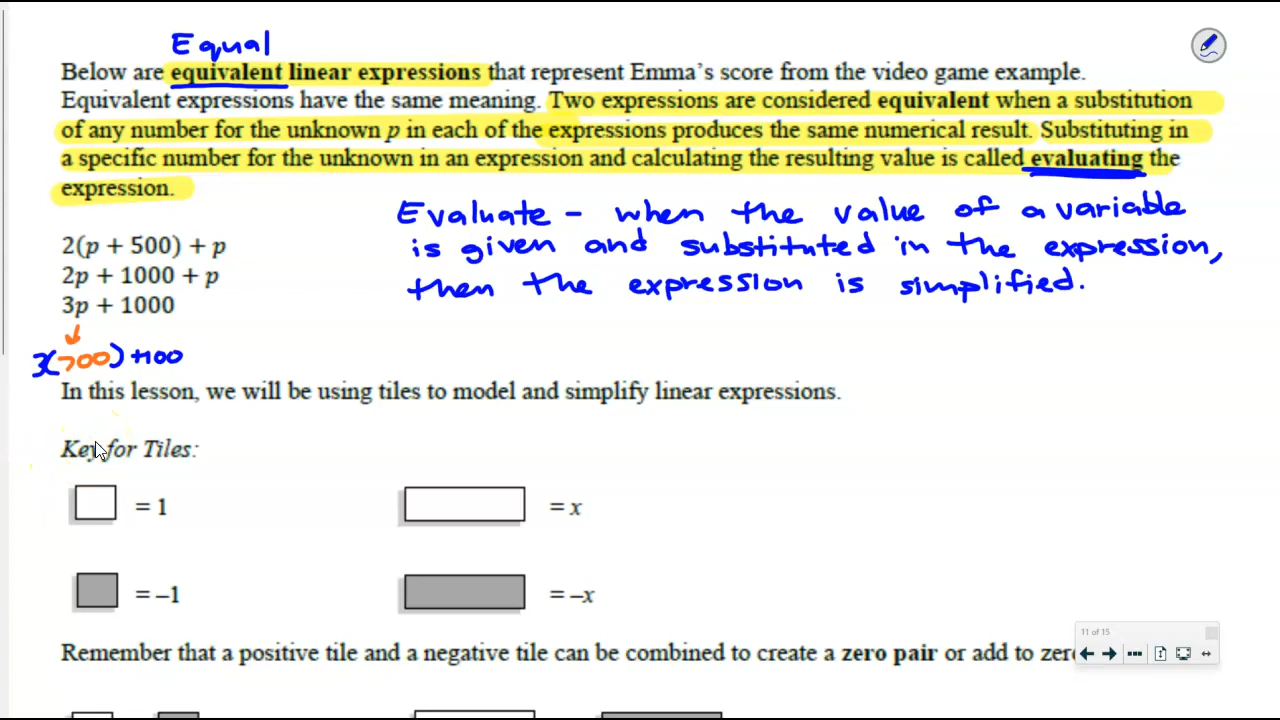 Equal
Below are equivalent linear expressions that represent Emma's score from the video game example.
Equivalent expressions have the same meaning. Two expressions are considered equivalent when a substitution
of any number for the unknown p in each of the expressions produces the same numerical result. Substituting in
a specific number for the unknown in an expression and calculating the resulting value is called evaluating the
expression.
Evaluate - when the value of a variable
is given and substituted in the expression,
then the expression is simplified.
2(p + 500) + p
2p + 1000 + p
3p + 1000
3(700) +100
In this lesson, we will be using tiles to model and simplify linear expressions.
Key for Tiles:
= 1
= x
= –1
= –x
Remember that a positive tile and a negative tile can be combined to create a zero pair or add to zero
11 of 15